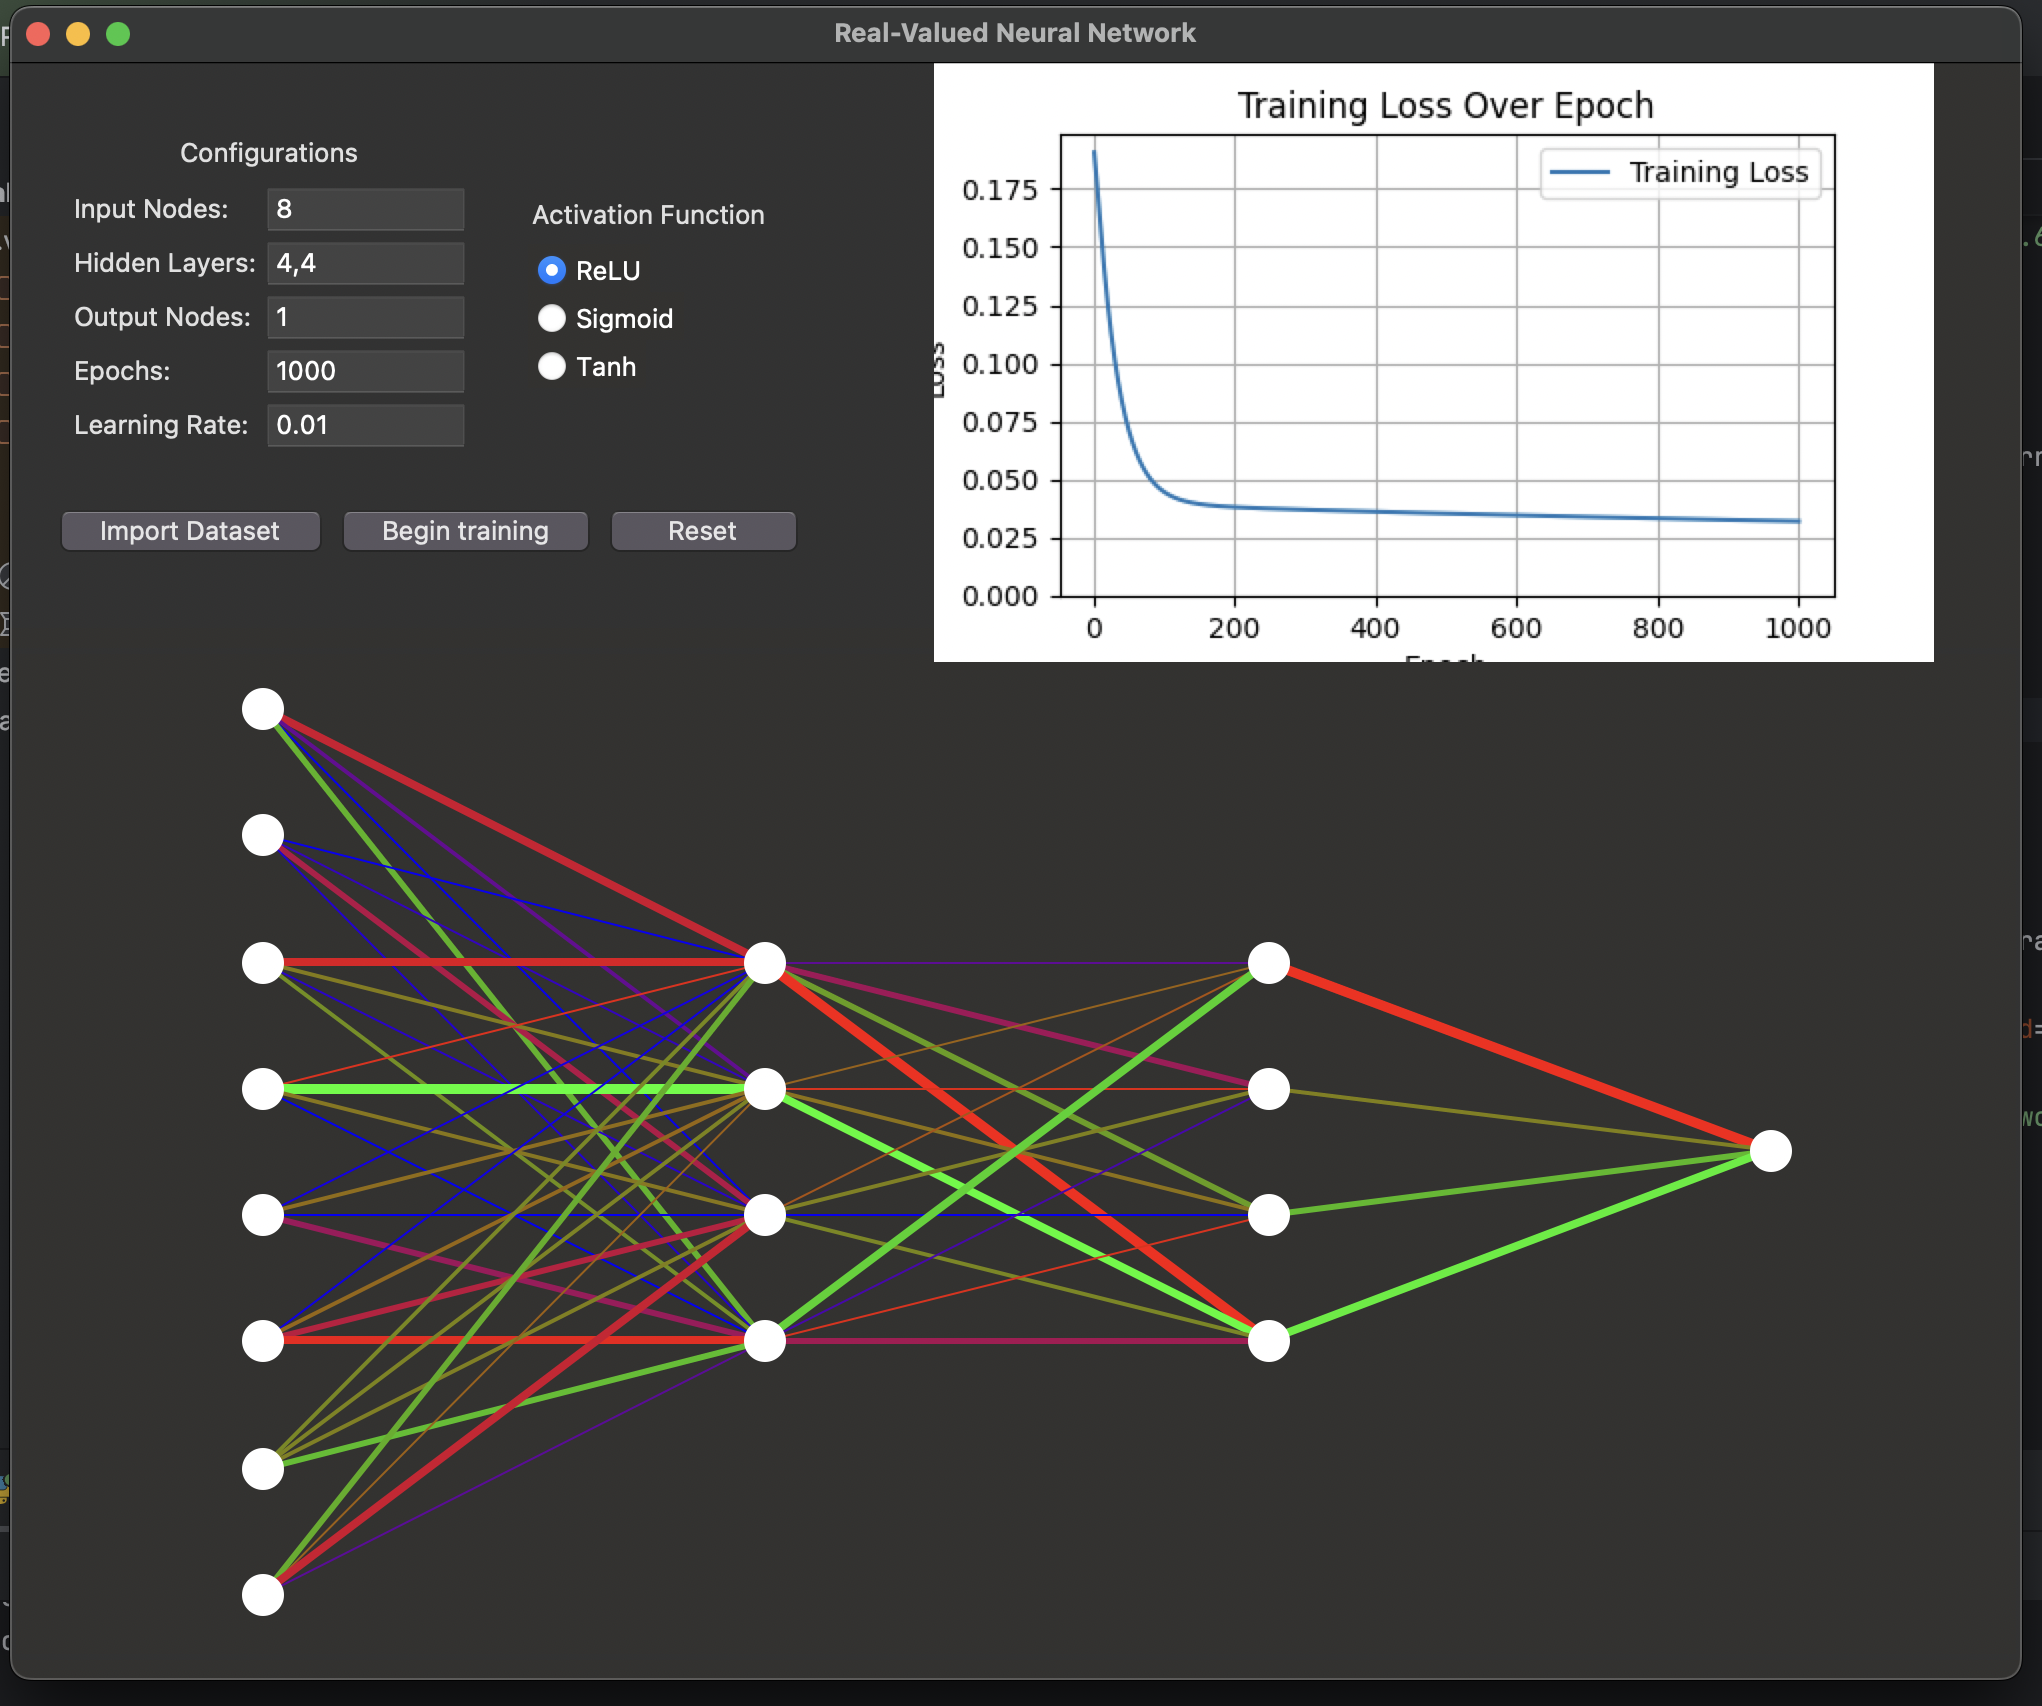 Real-Valued Neural Network
Configurations
Input Nodes: 8
Hidden Layers: 4,4
Output Nodes: 1
Epochs: 1000
Learning Rate: 0.01
Activation Function
ReLU
Sigmoid
Tanh
Import Dataset Begin training Reset
Training Loss Over Epoch
Training Loss
0.175
0.150
0.125
0.100
0.075
0.050
0.025
0.000
Loss
0 200 400 600 800 1000
Epoch